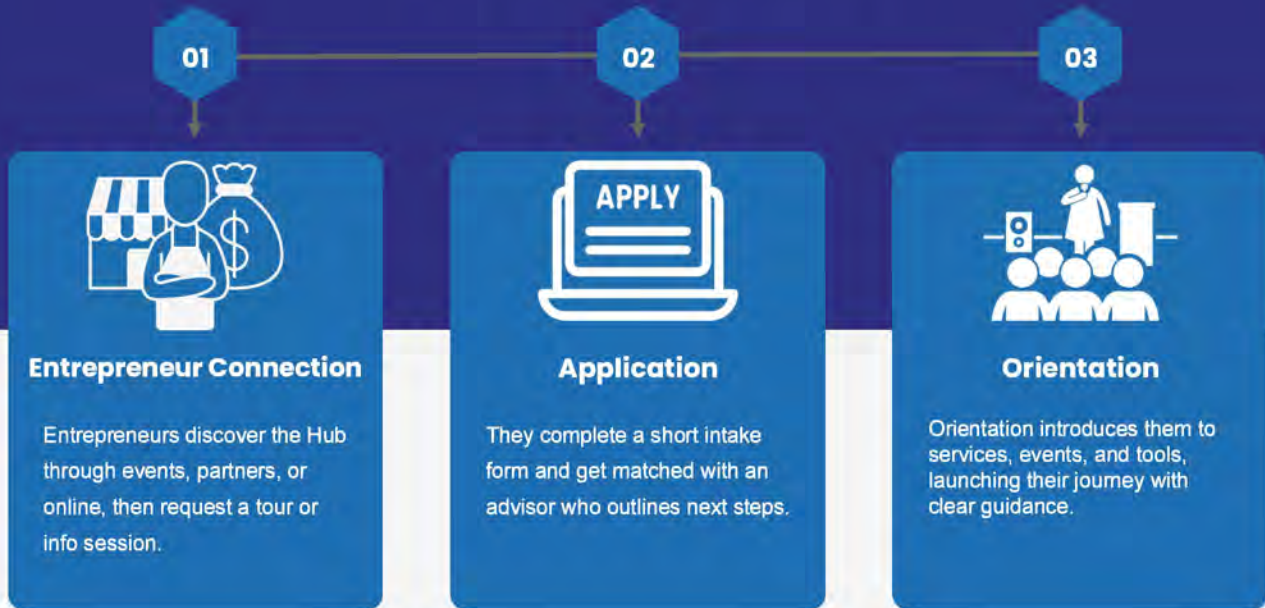 01
02
03
Entrepreneur Connection
Entrepreneurs discover the Hub
through events, partners, or
online, then request a tour or
info session.
APPLY
Application
They complete a short intake
form and get matched with an
advisor who outlines next steps.
Orientation
Orientation introduces them to
services, events, and tools,
launching their journey with
clear guidance.